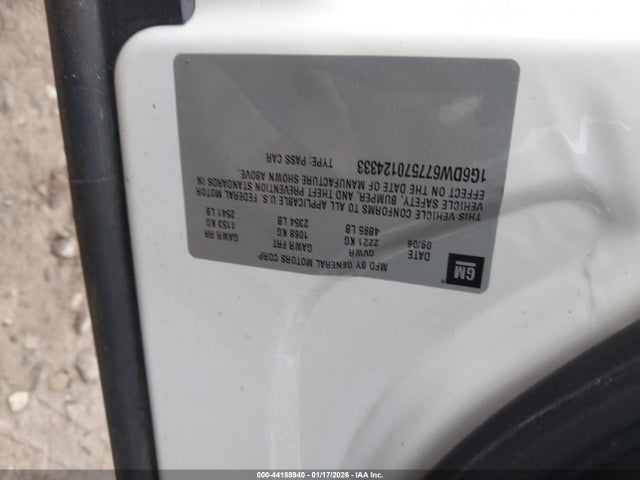 GM
MFD BY GENERAL MOTORS CORP
DATE GVWR GAWR FRT GAWR RR
09/06 2221 KG 1068 KG 1153 KG
4895 LB 2354 LB 2541 LB
THIS VEHICLE CONFORMS TO ALL APPLICABLE U.S. FEDERAL MOTOR
VEHICLE SAFETY, BUMPER, AND THEFT PREVENTION STANDARDS IN
EFFECT ON THE DATE OF MANUFACTURE SHOWN ABOVE.
1G6DW677570124333 TYPE: PASS CAR
000-44188940 | 01/17/2026 - IAA Inc.